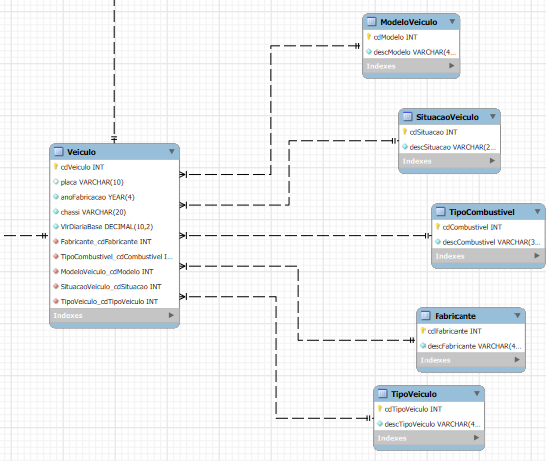 ModeloVeiculo
cdModelo INT
descModelo VARCHAR(4...
Indexes
SituacaoVeiculo
cdSituacao INT
descSituacao VARCHAR(2...
Indexes
Veiculo
cdVeiculo INT
placa VARCHAR(10)
anoFabricacao YEAR(4)
chassi VARCHAR(20)
VlrDiariaBase DECIMAL(10,2)
Fabricante_cdFabricante INT
TipoCombustivel_cdCombustivel I...
ModeloVeiculo_cdModelo INT
SituacaoVeiculo_cdSituacao INT
TipoVeiculo_cdTipoVeiculo INT
Indexes
TipoCombustivel
cdCombustivel INT
descCombustivel VARCHAR(3...
Indexes
Fabricante
cdFabricante INT
descFabricante VARCHAR(4...
Indexes
TipoVeiculo
cdTipoVeiculo INT
descTipoVeiculo VARCHAR(4...
Indexes